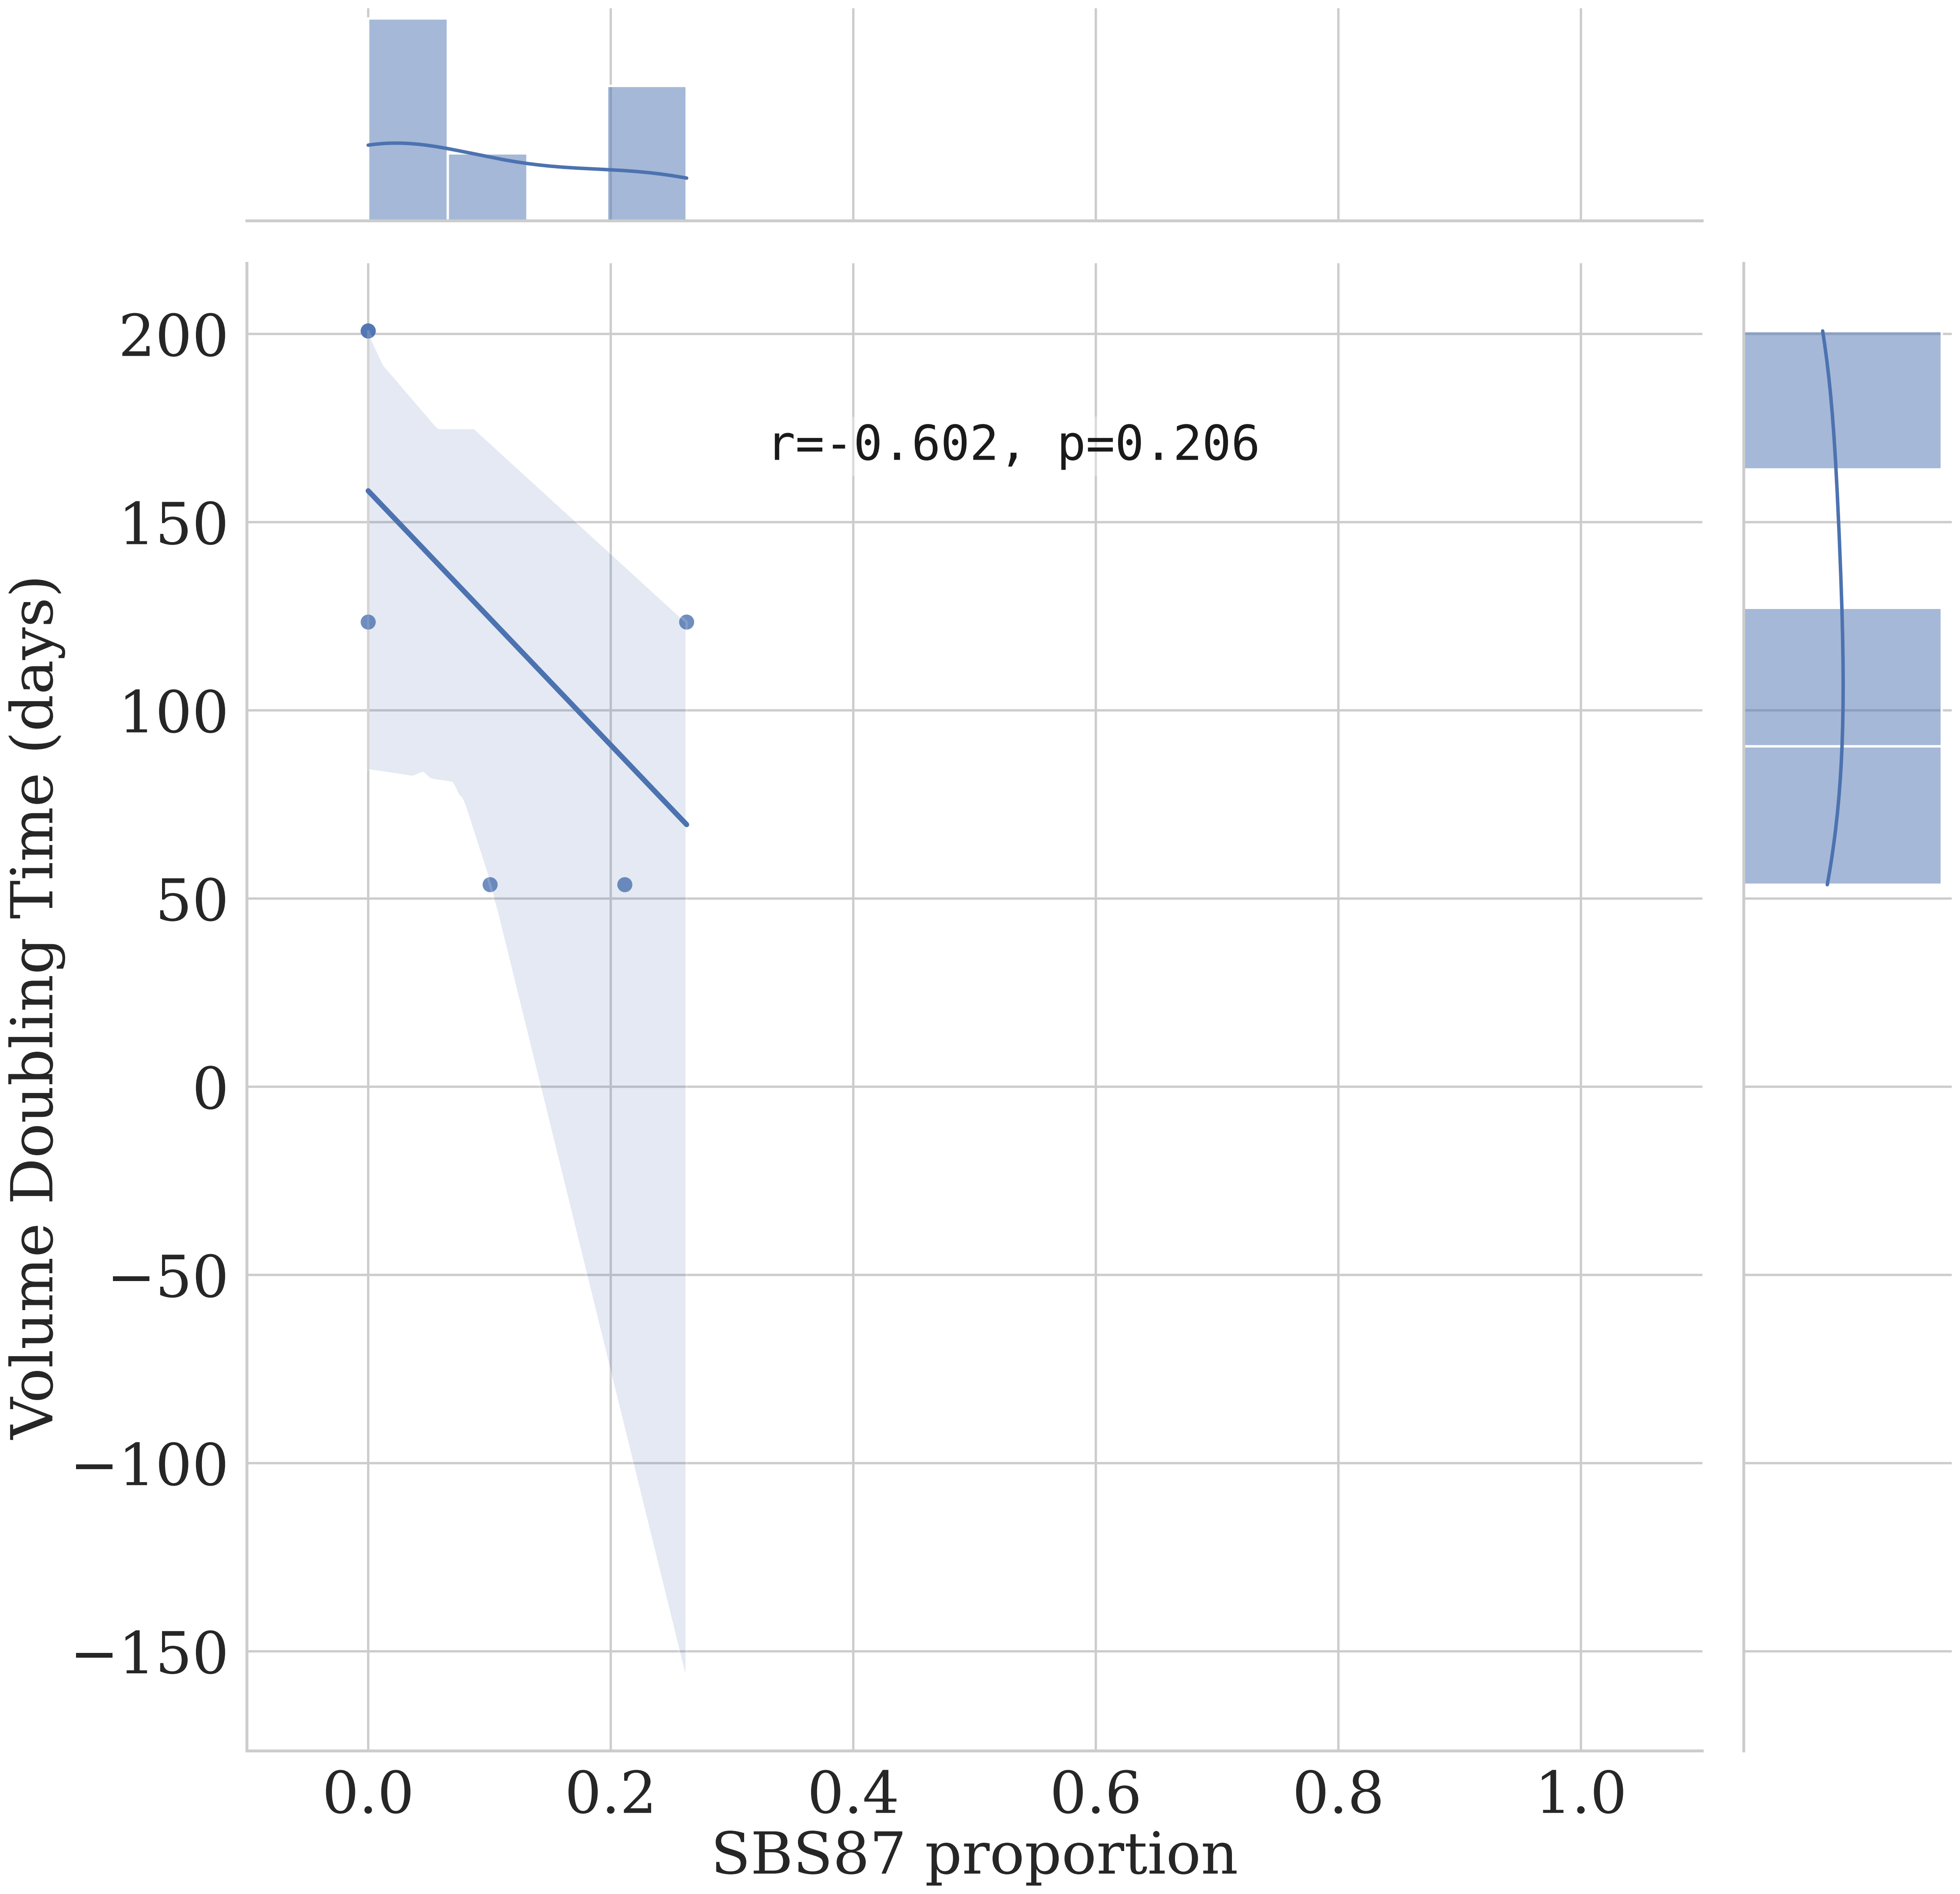 r=-0.602, p=0.206
Volume Doubling Time (days)
200
150
100
50
0
−50
−100
−150
0.0 0.2 0.4 0.6 0.8 1.0
SBS87 proportion